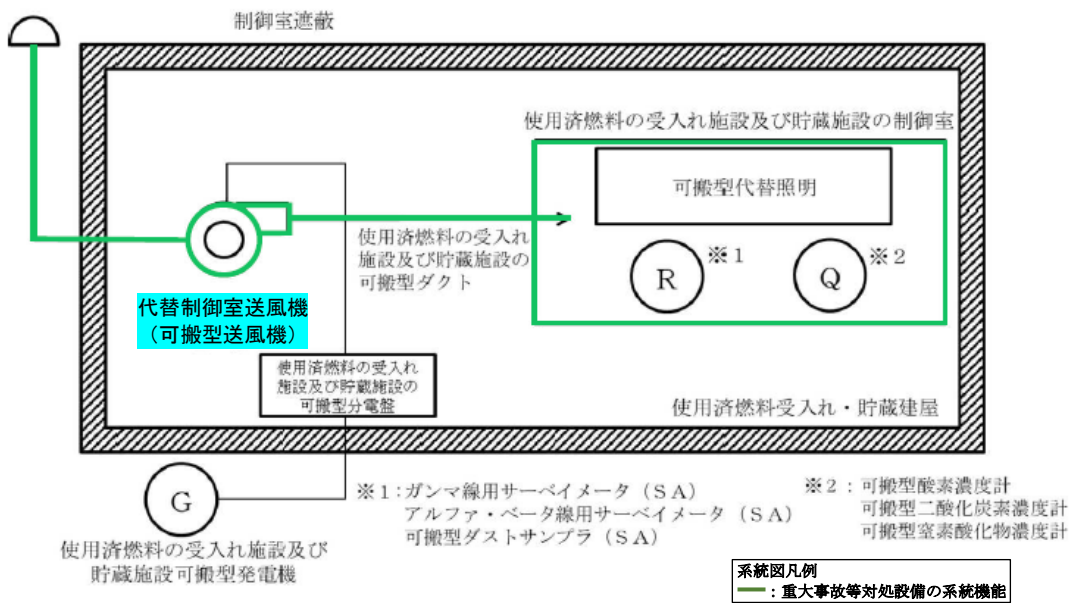 制御室遮蔽
使用済燃料の受入れ施設及び貯蔵施設の制御室
可搬型代替照明
R
※1
Q
※2
使用済燃料の受入れ
施設及び貯蔵施設の
可搬型ダクト
代替制御室送風機
（可搬型送風機）
使用済燃料の受入れ
施設及び貯蔵施設の
可搬型分電盤
使用済燃料受入れ・貯蔵建屋
G
使用済燃料の受入れ施設及び
貯蔵施設可搬型発電機
※1：ガンマ線用サーベイメータ（ＳＡ）
アルファ・ベータ線用サーベイメータ（ＳＡ）
可搬型ダストサンプラ（ＳＡ）
※2：可搬型酸素濃度計
可搬型二酸化炭素濃度計
可搬型窒素酸化物濃度計
系統図凡例
：重大事故等対処設備の系統機能